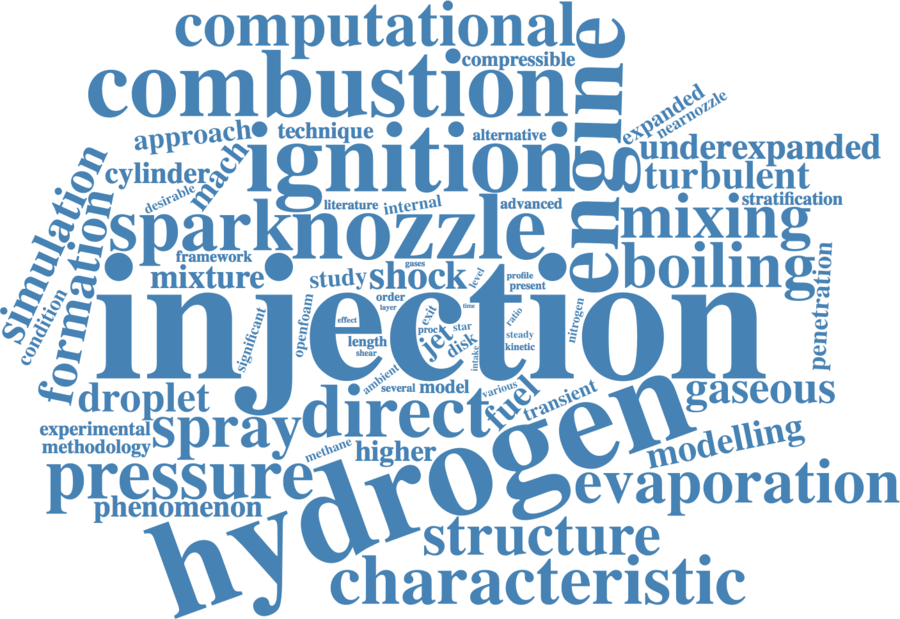 computational
compressible
combustion
engine
expanded
nearnozzle
approach
technique
alternative
ignition
underexpanded
cylinder
mach
turbulent
desirable
literature
internal
advanced
stratification
simulation
formation
spark
nozzle
mixing
framework
boiling
mixture
study
shock
gases
level
profile
present
penetration
condition
injection
significant
openfoam
order
layer
effect
length
shear
exit
proc
jet
star
disk
time
ratio
steady
kinetic
intake
nitrogen
ambient
several
model
various
fuel
transient
gaseous
droplet
direct
experimental
methodology
spray
methane
higher
hydrogen
modelling
pressure
phenomenon
evaporation
structure
characteristic